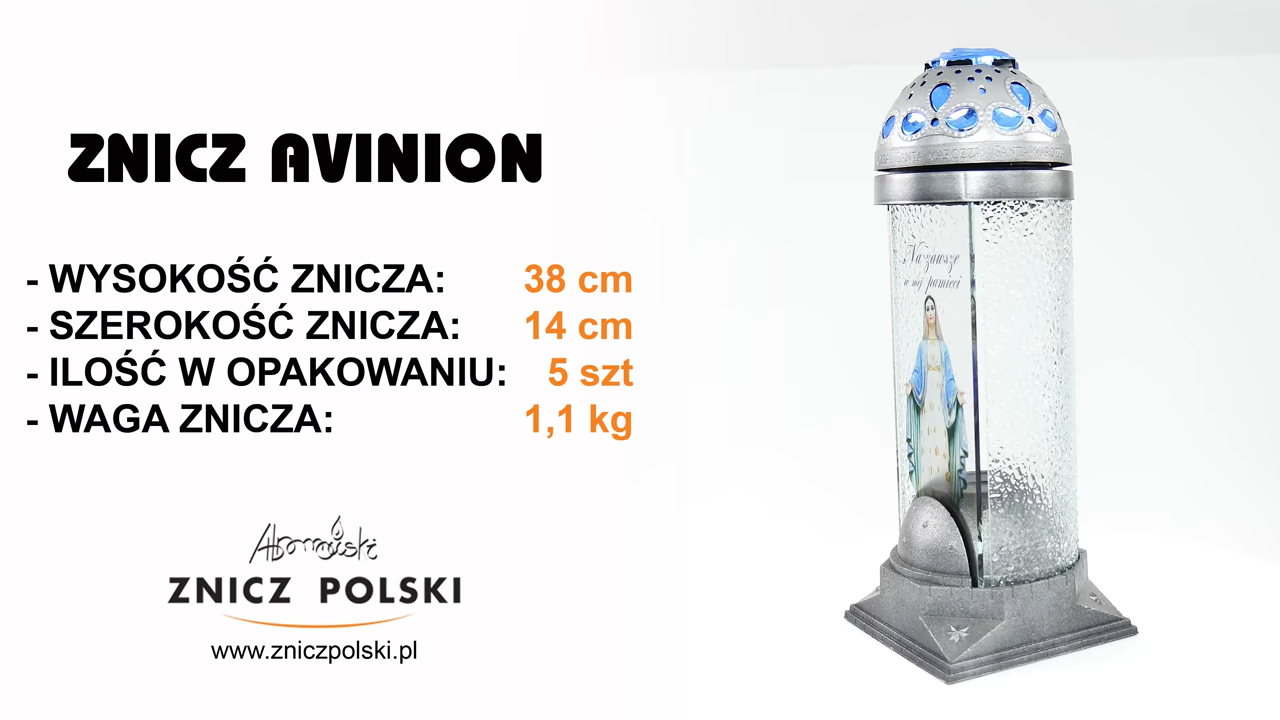 ZNICZ AVINION
- WYSOKOŚĆ ZNICZA: 38 cm
- SZEROKOŚĆ ZNICZA: 14 cm
- ILOŚĆ W OPAKOWANIU: 5 szt
- WAGA ZNICZA: 1,1 kg
ZNICZ POLSKI
www.zniczpolski.pl
Na zawsze
w mej pamięci